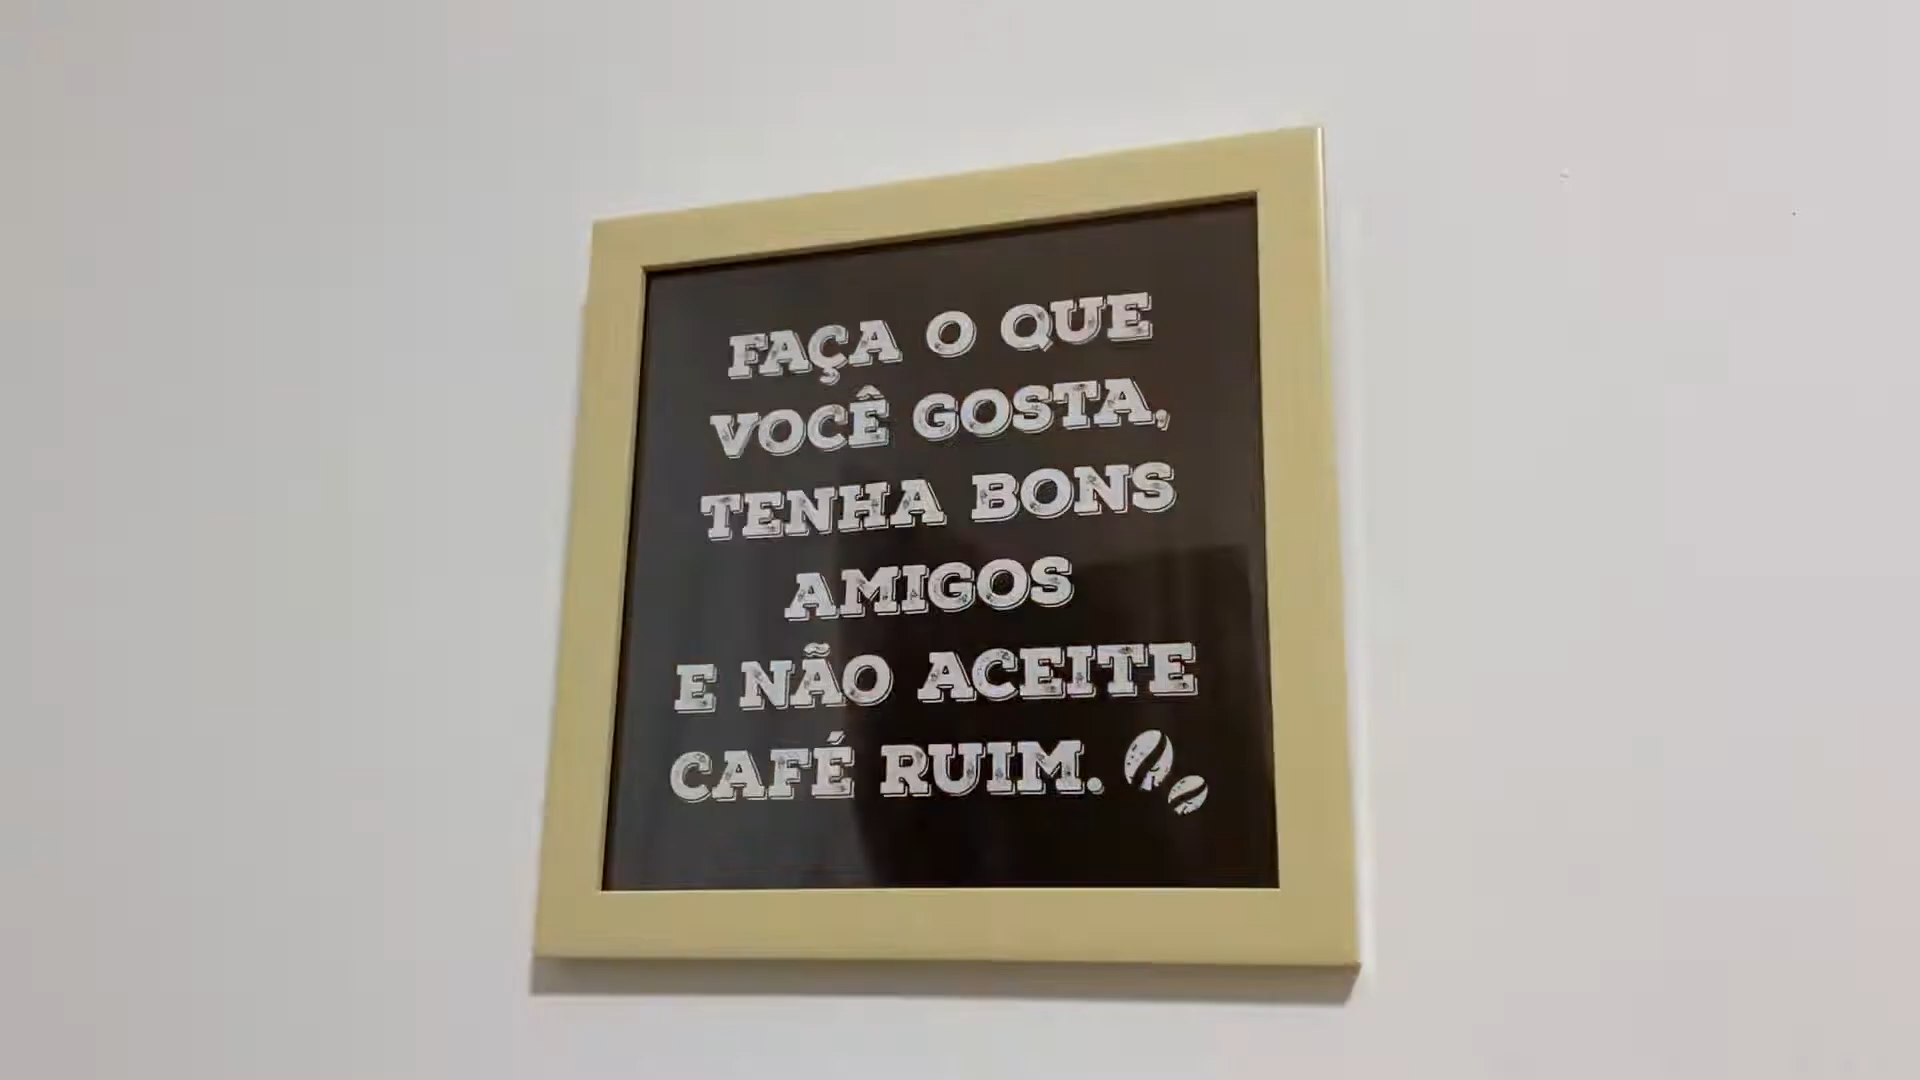 FAÇA O QUE
VOCÊ GOSTA,
TENHA BONS
AMIGOS
E NÃO ACEITE
CAFÉ RUIM.